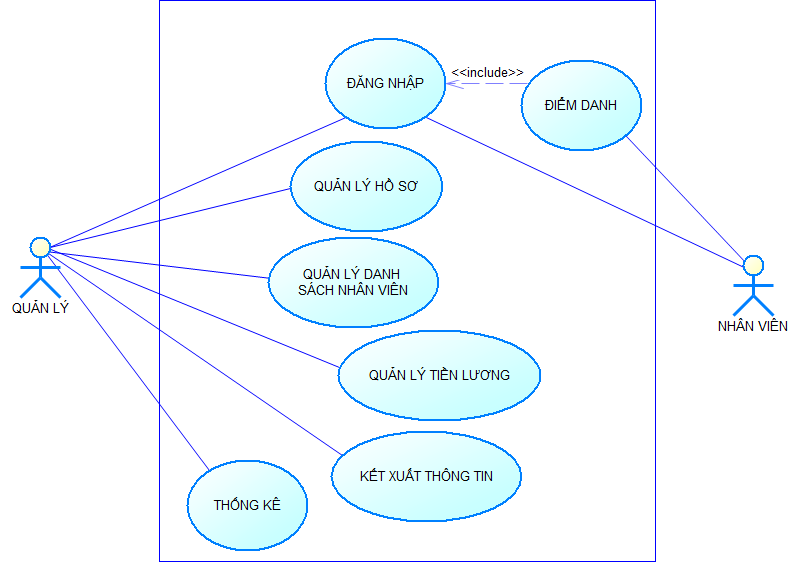 ĐĂNG NHẬP
<<include>>
ĐIỂM DANH
QUẢN LÝ HỒ SƠ
QUẢN LÝ DANH
SÁCH NHÂN VIÊN
QUẢN LÝ
NHÂN VIÊN
QUẢN LÝ TIỀN LƯƠNG
KẾT XUẤT THÔNG TIN
THỐNG KÊ